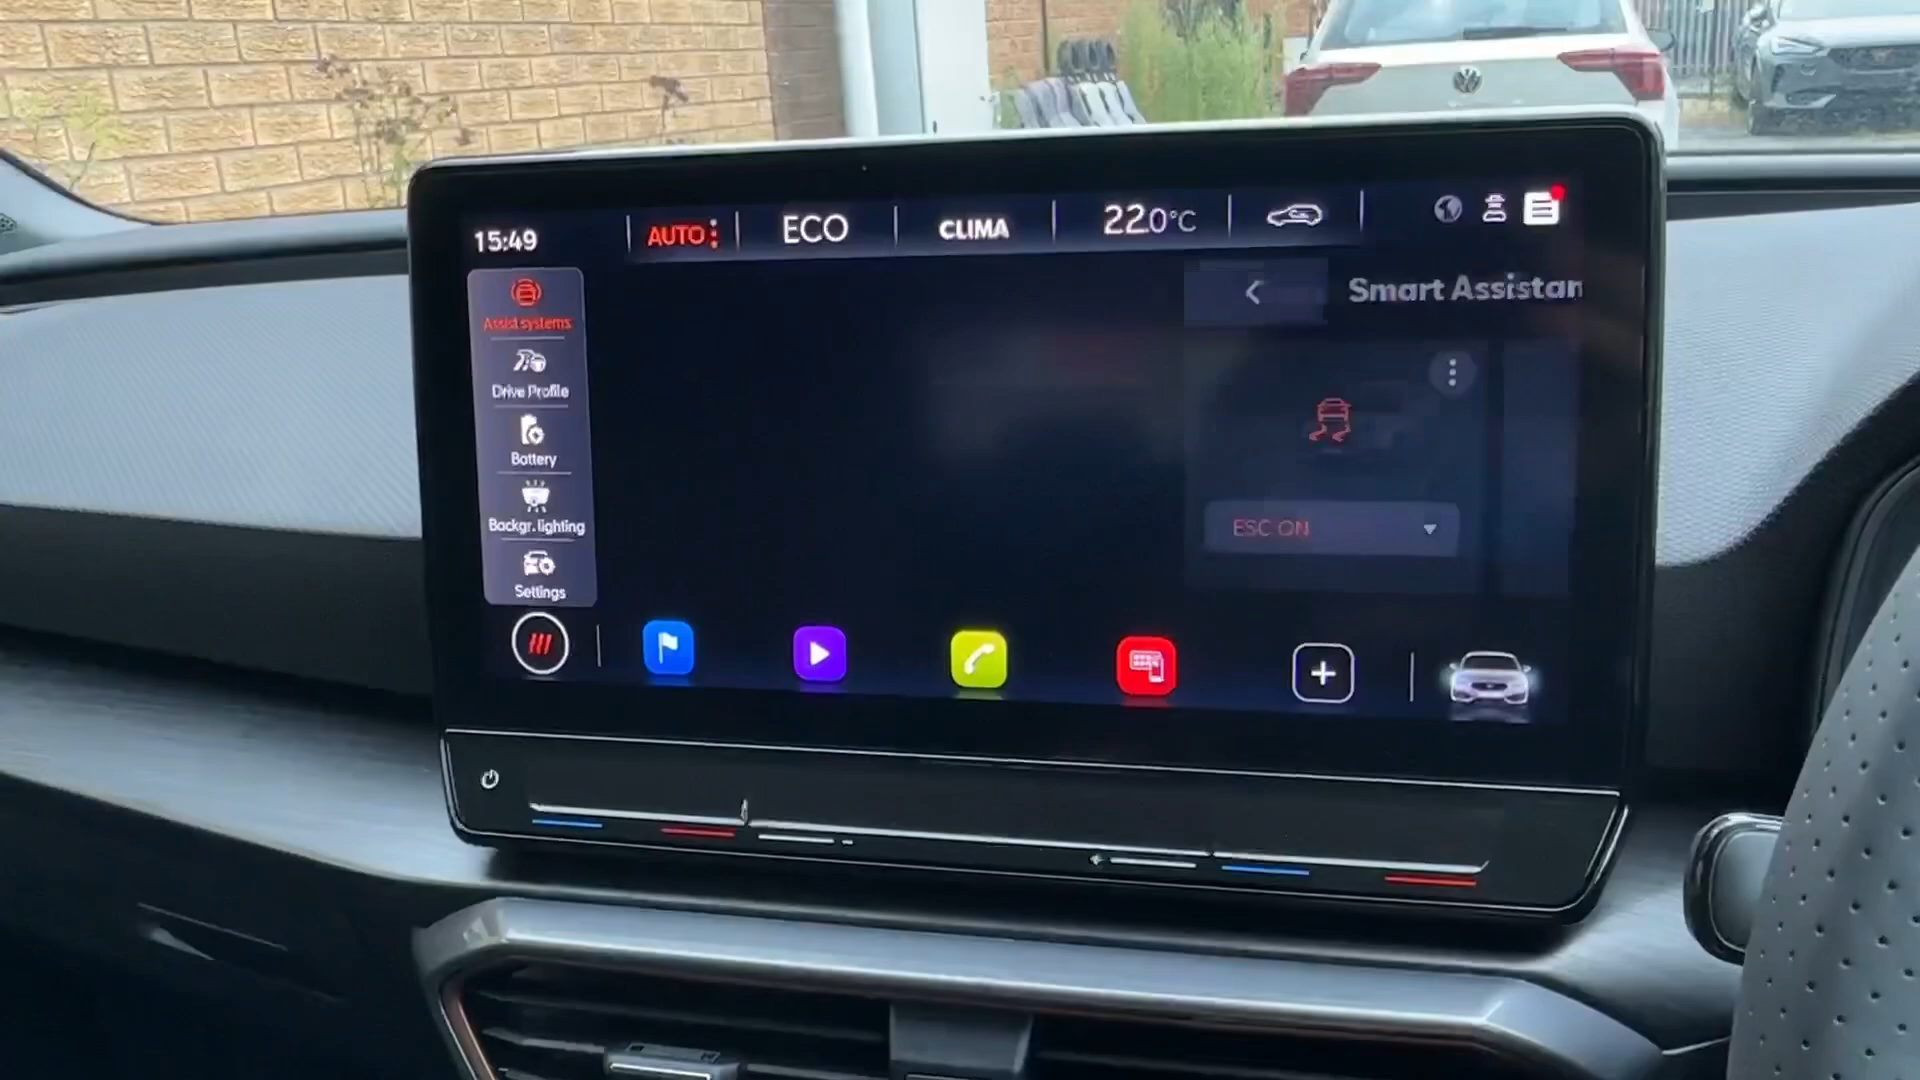 15:49
AUTO
ECO
CLIMA
22.0°C
Smart Assistan
Assist systems
Drive Profile
Battery
Backgr. lighting
Settings
ESC ON